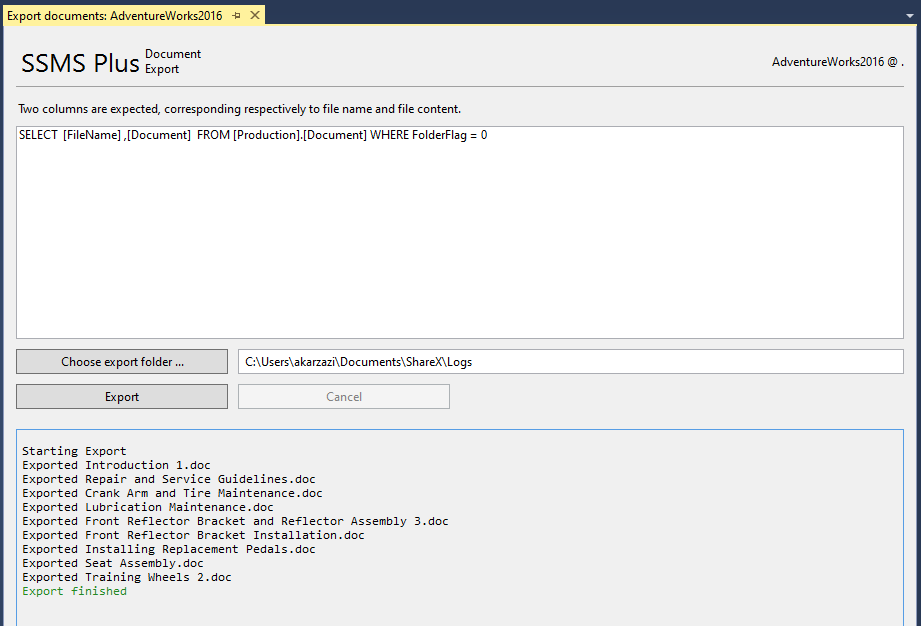 Export documents: AdventureWorks2016
SSMS Plus Document
Export
AdventureWorks2016 @ .
Two columns are expected, corresponding respectively to file name and file content.
SELECT [FileName] ,[Document] FROM [Production].[Document] WHERE FolderFlag = 0
Choose export folder ... C:\Users\akarzazi\Documents\ShareX\Logs
Export Cancel
Starting Export
Exported Introduction 1.doc
Exported Repair and Service Guidelines.doc
Exported Crank Arm and Tire Maintenance.doc
Exported Lubrication Maintenance.doc
Exported Front Reflector Bracket and Reflector Assembly 3.doc
Exported Front Reflector Bracket Installation.doc
Exported Installing Replacement Pedals.doc
Exported Seat Assembly.doc
Exported Training Wheels 2.doc
Export finished